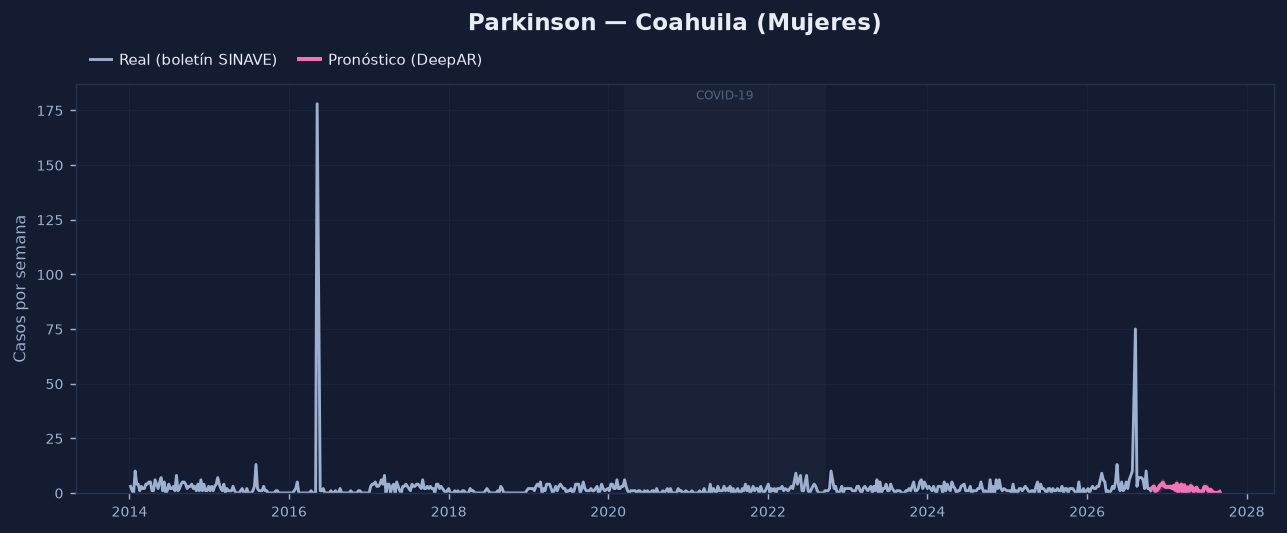 Parkinson — Coahuila (Mujeres)
Real (boletín SINAVE) Pronóstico (DeepAR)
COVID-19
Casos por semana
175
150
125
100
75
50
25
0
2014 2016 2018 2020 2022 2024 2026 2028